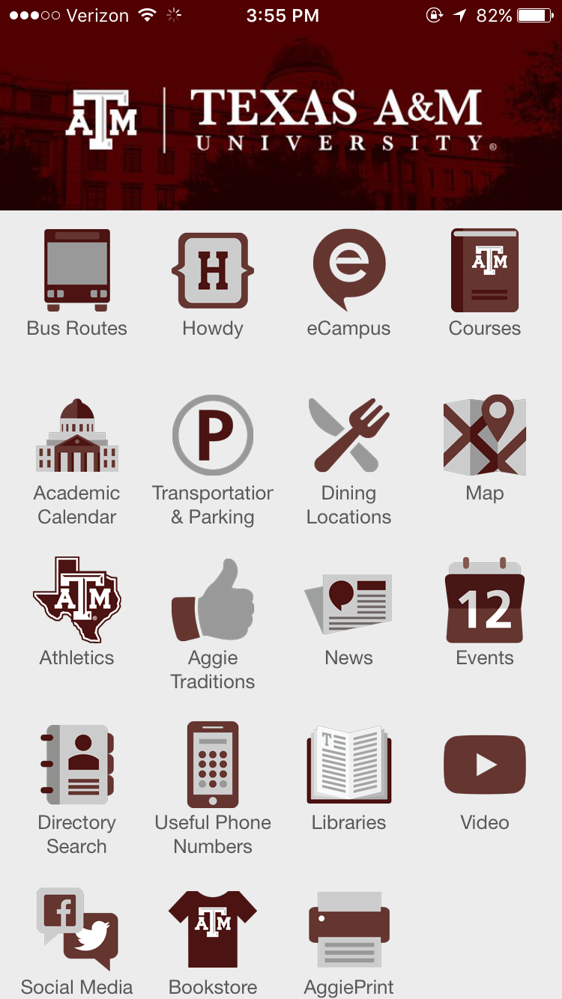 Verizon 3:55 PM 82%
ATM TEXAS A&M
UNIVERSITY®
H e ATM
Bus Routes Howdy eCampus Courses
P
Academic Transportation Dining Map
Calendar & Parking Locations
ATM® 12
Athletics Aggie News Events
Traditions
T
Directory Useful Phone Libraries Video
Search Numbers
f ATM
Social Media Bookstore AggiePrint